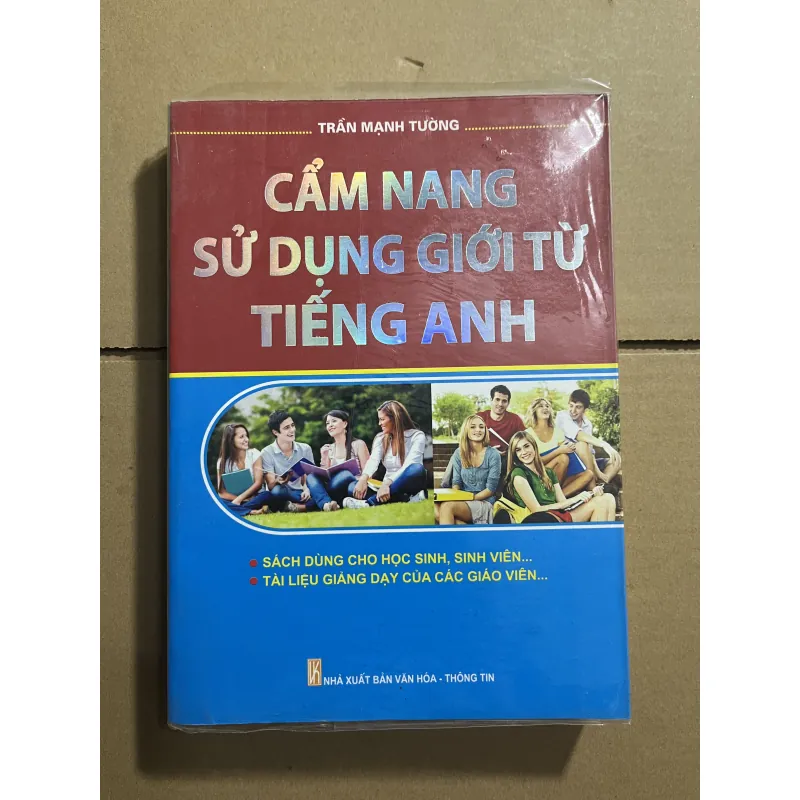 TRẦN MẠNH TƯỜNG
CẨM NANG
SỬ DỤNG GIỚI TỪ
TIẾNG ANH
SÁCH DÙNG CHO HỌC SINH, SINH VIÊN...
TÀI LIỆU GIẢNG DẠY CỦA CÁC GIÁO VIÊN...
NHÀ XUẤT BẢN VĂN HÓA - THÔNG TIN